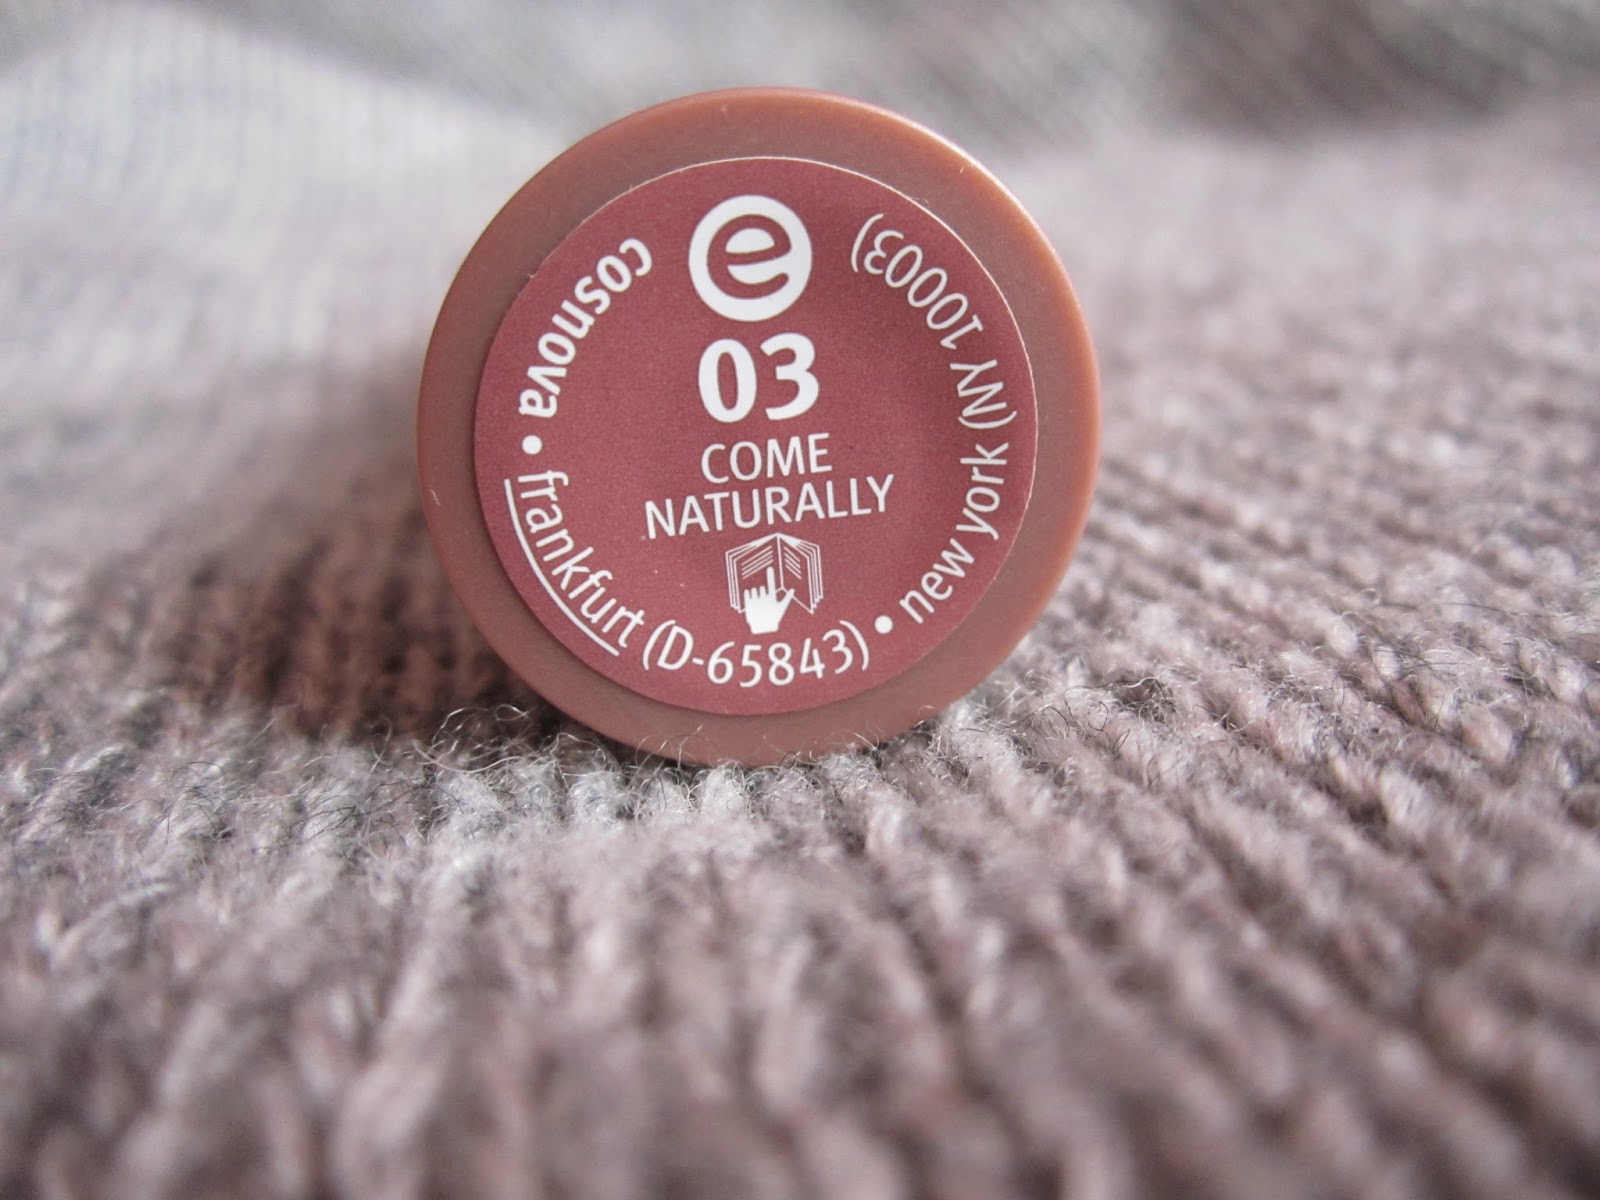 e
03
COME
NATURALLY
cosnova • frankfurt (D-65843) • new york (NY 10003)